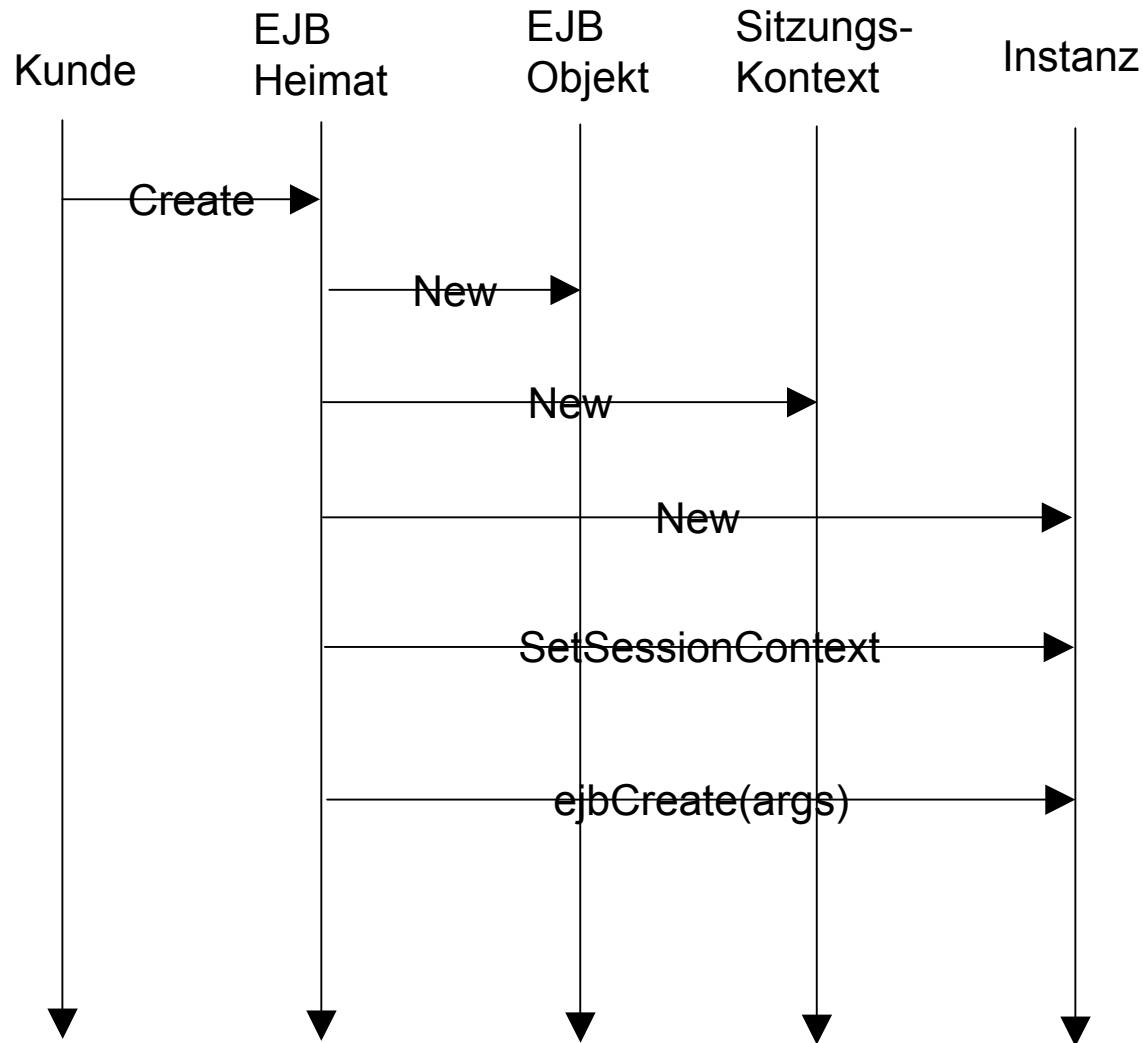 Kunde
EJB
Heimat
EJB
Objekt
Sitzungs-
Kontext
Instanz
Create
New
New
New
SetSessionContext
ejbCreate(args)